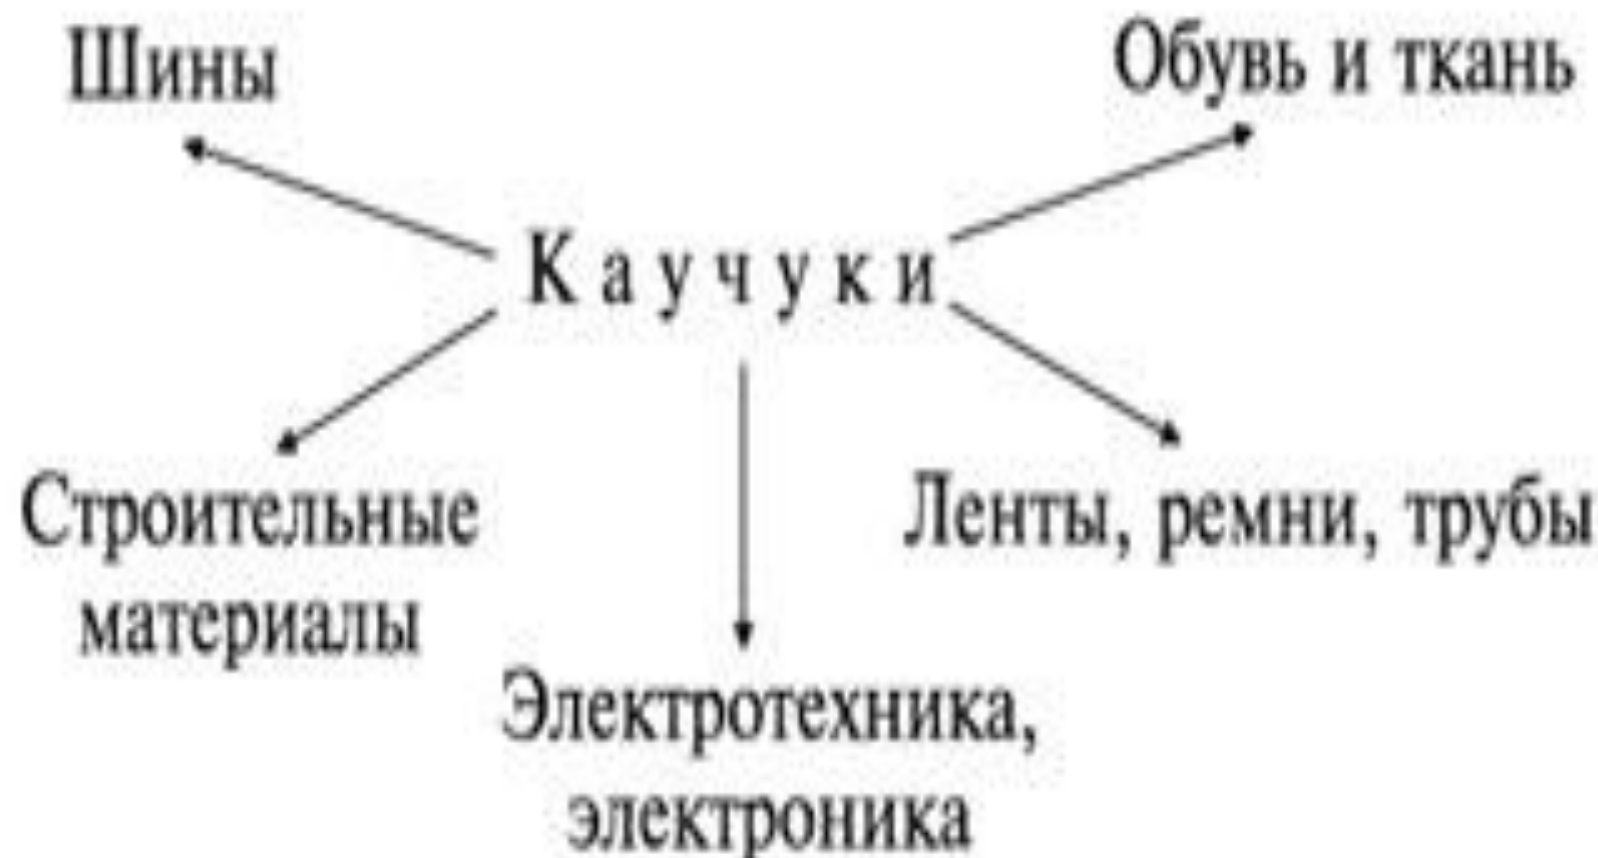 Шины
Обувь и ткань
Каучуки
Строительные
материалы
Ленты, ремни, трубы
Электротехника,
электроника